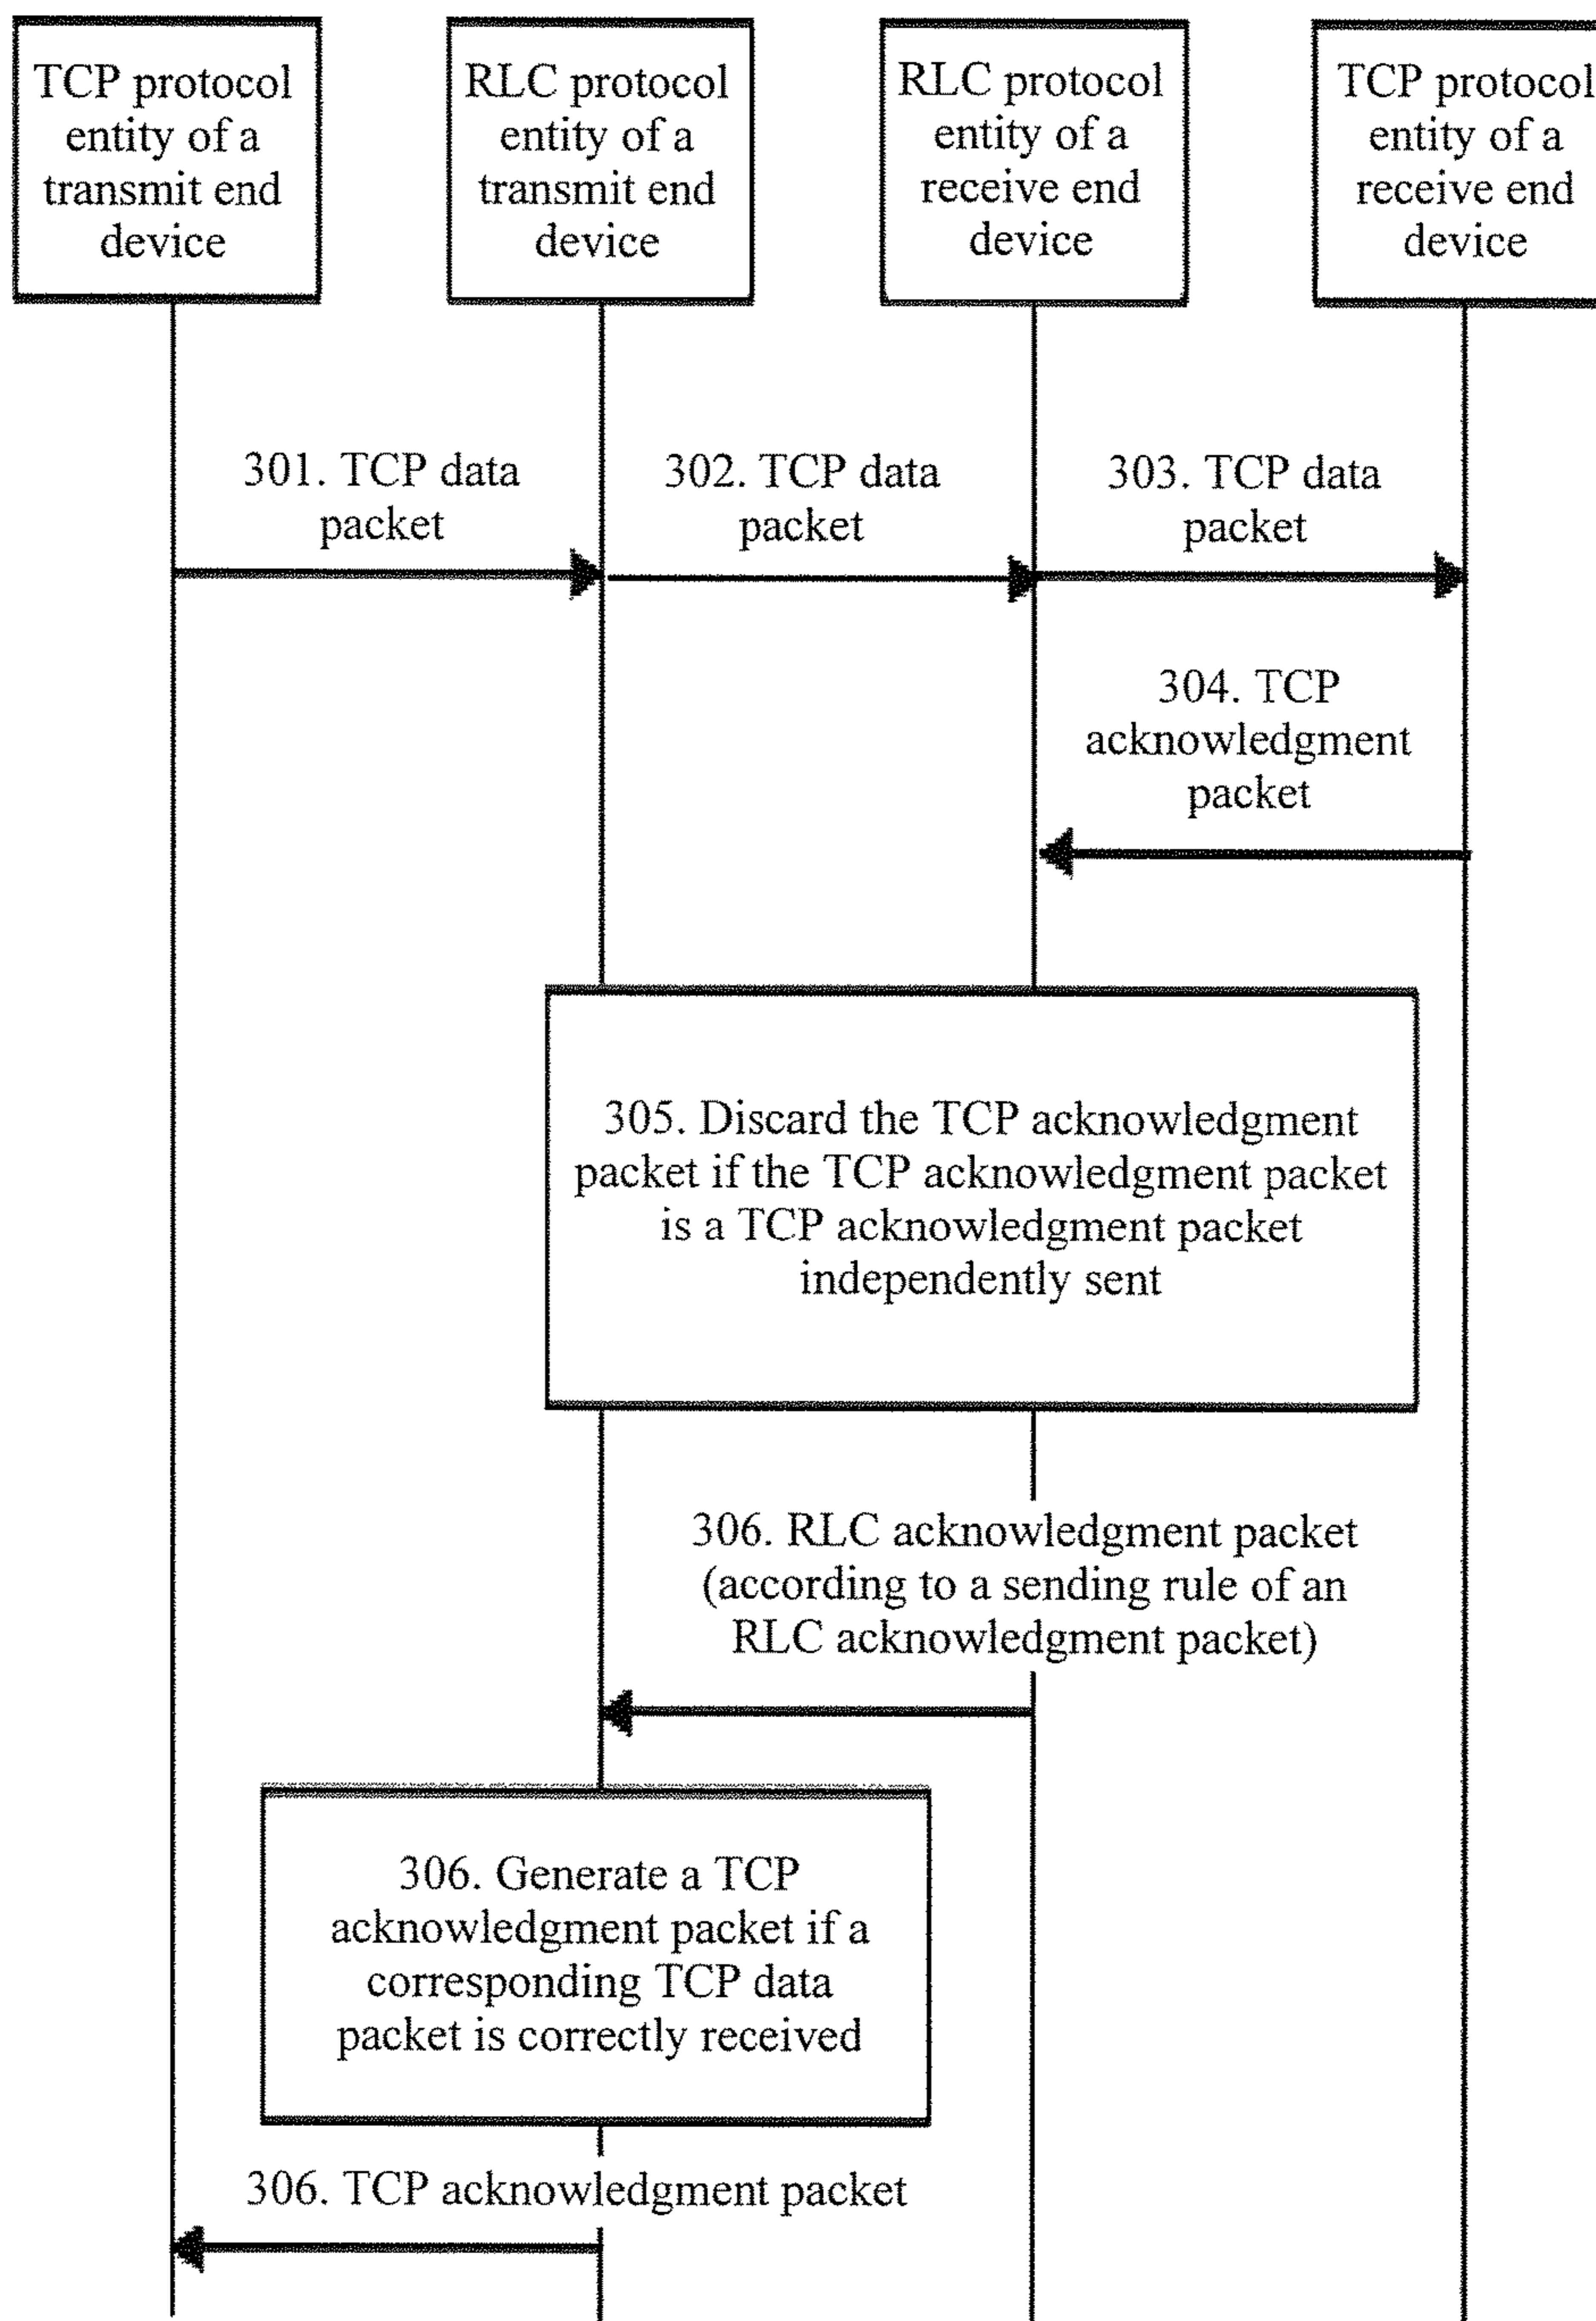 TCP protocol
entity of a
transmit end
device
RLC protocol
entity of a
transmit end
device
RLC protocol
entity of a
receive end
device
TCP protocol
entity of a
receive end
device
301. TCP data
packet
302. TCP data
packet
303. TCP data
packet
304. TCP
acknowledgment
packet
305. Discard the TCP acknowledgment
packet if the TCP acknowledgment packet
is a TCP acknowledgment packet
independently sent
306. RLC acknowledgment packet
(according to a sending rule of an
RLC acknowledgment packet)
306. Generate a TCP
acknowledgment packet if a
corresponding TCP data
packet is correctly received
306. TCP acknowledgment packet